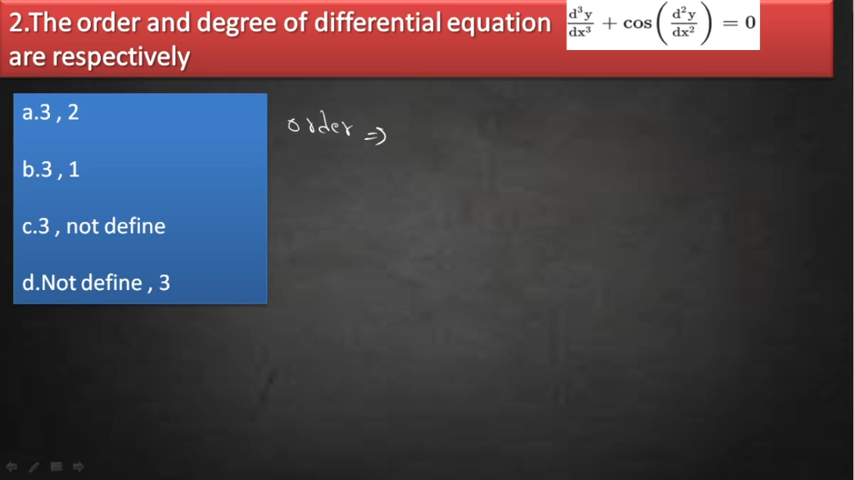 2.The order and degree of differential equation d³y/dx³ + cos(d²y/dx²) = 0
are respectively
a.3 , 2
b.3 , 1
c.3 , not define
d.Not define , 3
order ⇒